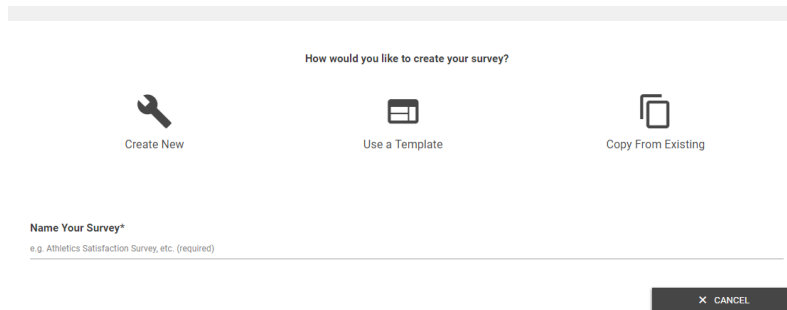 How would you like to create your survey?
Create New
Use a Template
Copy From Existing
Name Your Survey*
e.g. Athletics Satisfaction Survey, etc. (required)
✕ CANCEL